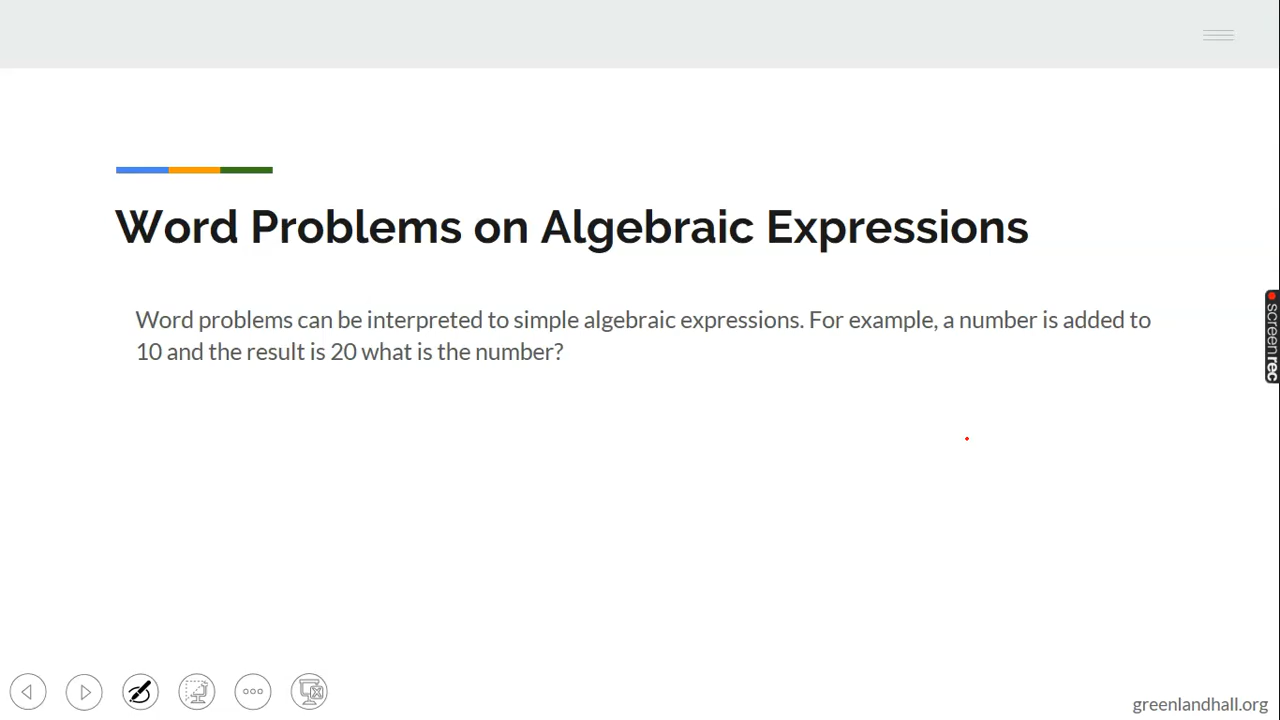 Word Problems on Algebraic Expressions
Word problems can be interpreted to simple algebraic expressions. For example, a number is added to
10 and the result is 20 what is the number?
screenrec
greenlandhall.org